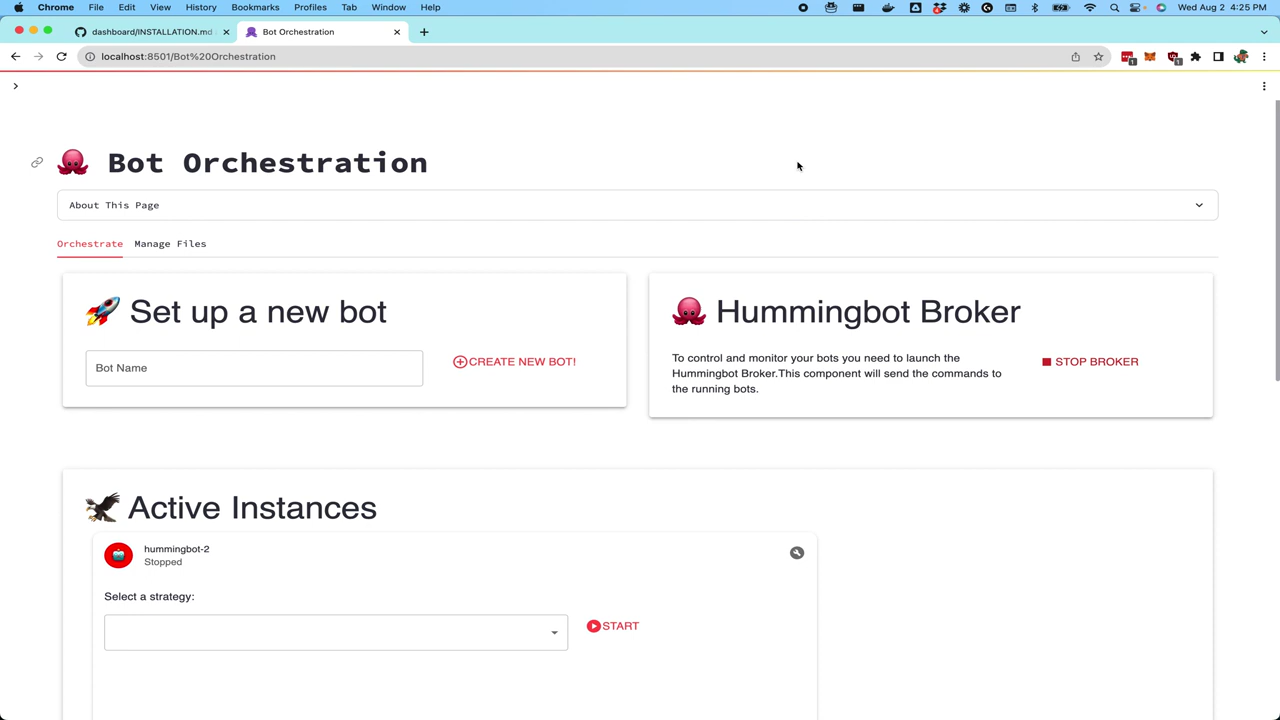 Chrome File Edit View History Bookmarks Profiles Tab Window Help Wed Aug 2 4:25 PM
dashboard/INSTALLATION.md Bot Orchestration
localhost:8501/Bot%20Orchestration
Bot Orchestration
About This Page
Orchestrate Manage Files
Set up a new bot
Bot Name
CREATE NEW BOT!
Hummingbot Broker
To control and monitor your bots you need to launch the
Hummingbot Broker.This component will send the commands to
the running bots.
STOP BROKER
Active Instances
hummingbot-2
Stopped
Select a strategy:
START